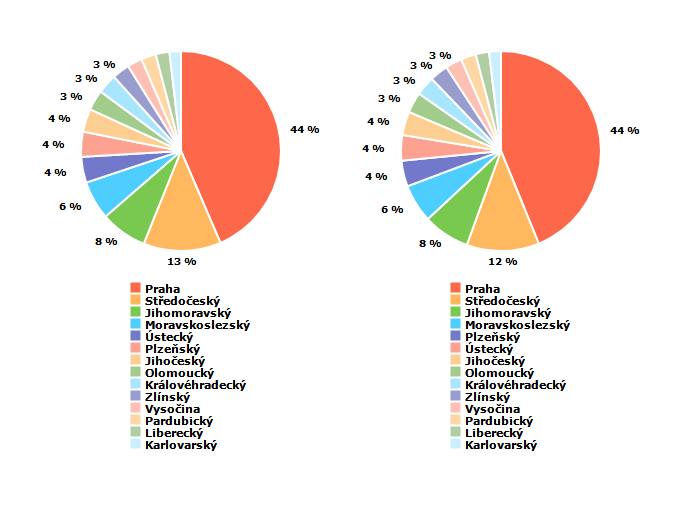 3 %
3 %
3 %
4 %
4 %
4 %
6 %
8 %
13 %
44 %
3 %
3 %
3 %
3 %
4 %
4 %
4 %
6 %
8 %
12 %
44 %
Praha
Středočeský
Jihomoravský
Moravskoslezský
Ústecký
Plzeňský
Jihočeský
Olomoucký
Královéhradecký
Zlínský
Vysočina
Pardubický
Liberecký
Karlovarský
Praha
Středočeský
Jihomoravský
Moravskoslezský
Plzeňský
Ústecký
Jihočeský
Olomoucký
Královéhradecký
Zlínský
Vysočina
Pardubický
Liberecký
Karlovarský